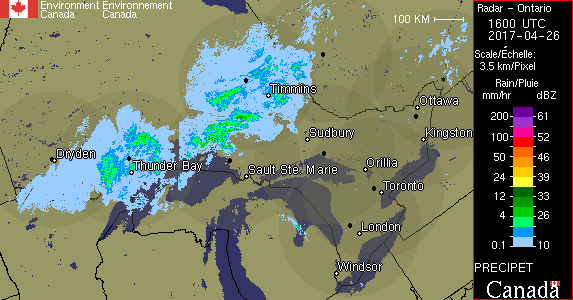 Environment Environnement
Canada Canada
100 KM
Timmins
Ottawa
Sudbury
Kingston
Dryden
Thunder Bay
Sault Ste. Marie
Orillia
Toronto
London
Windsor
Radar - Ontario
1600 UTC
2017-04-26
Scale/Échelle:
3.5 km/Pixel
Rain/Pluie
mm/hr dBZ
200 61
100 52
50 46
24 39
12 33
4 26
0.1 10
PRECIPET
Canada